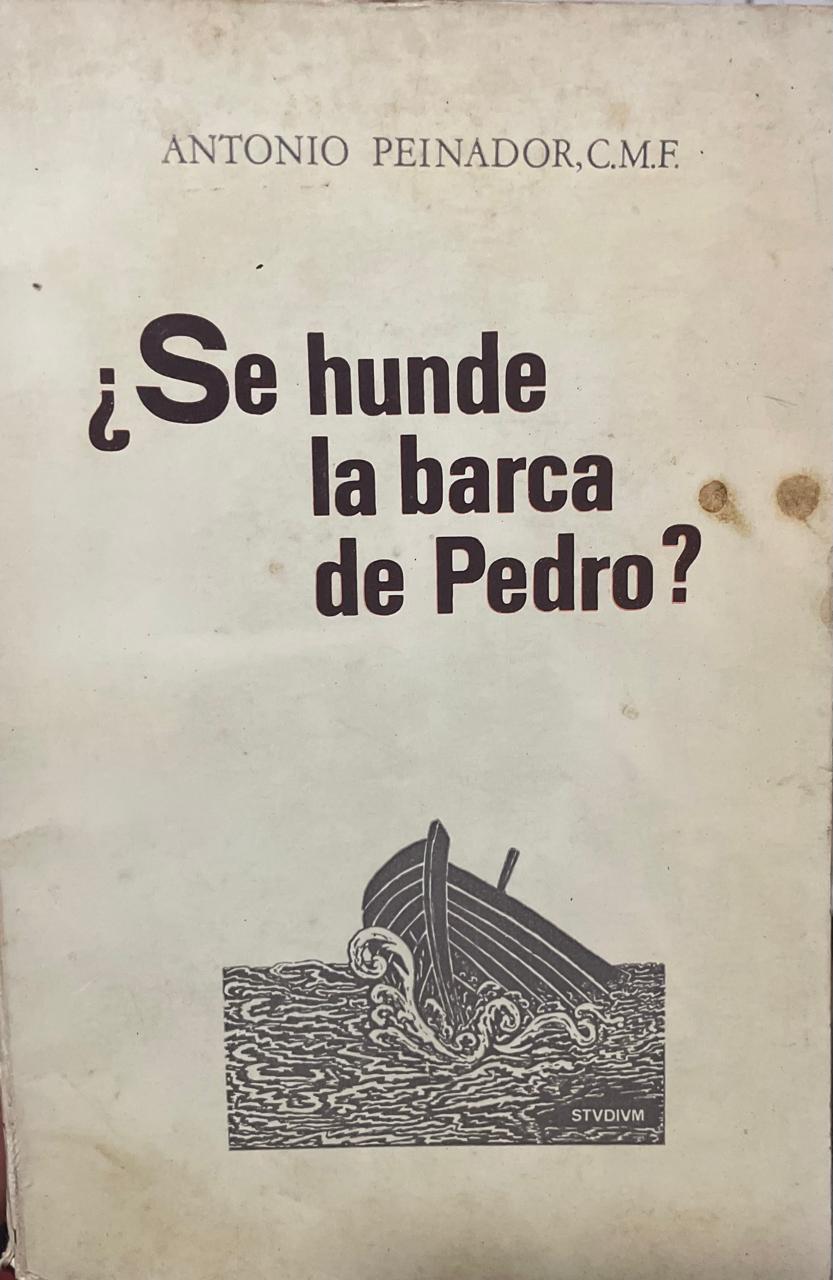 ANTONIO PEINADOR, C.M.F.
¿Se hunde
la barca
de Pedro?
STVDIVM